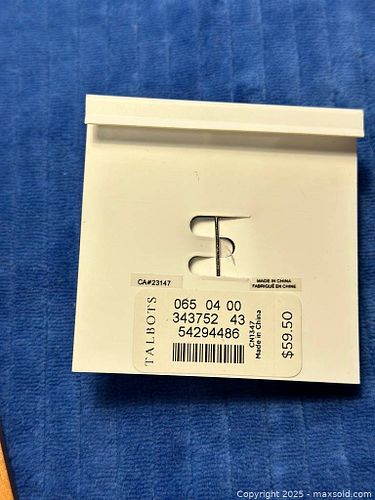 CA#23147
MADE IN CHINA
FABRIQUÉ EN CHINE
TALBOTS
065 04 00
343752 43
54294486
CN1347
Made in China
$59.50
Copyright © 2025 - maxsold.com